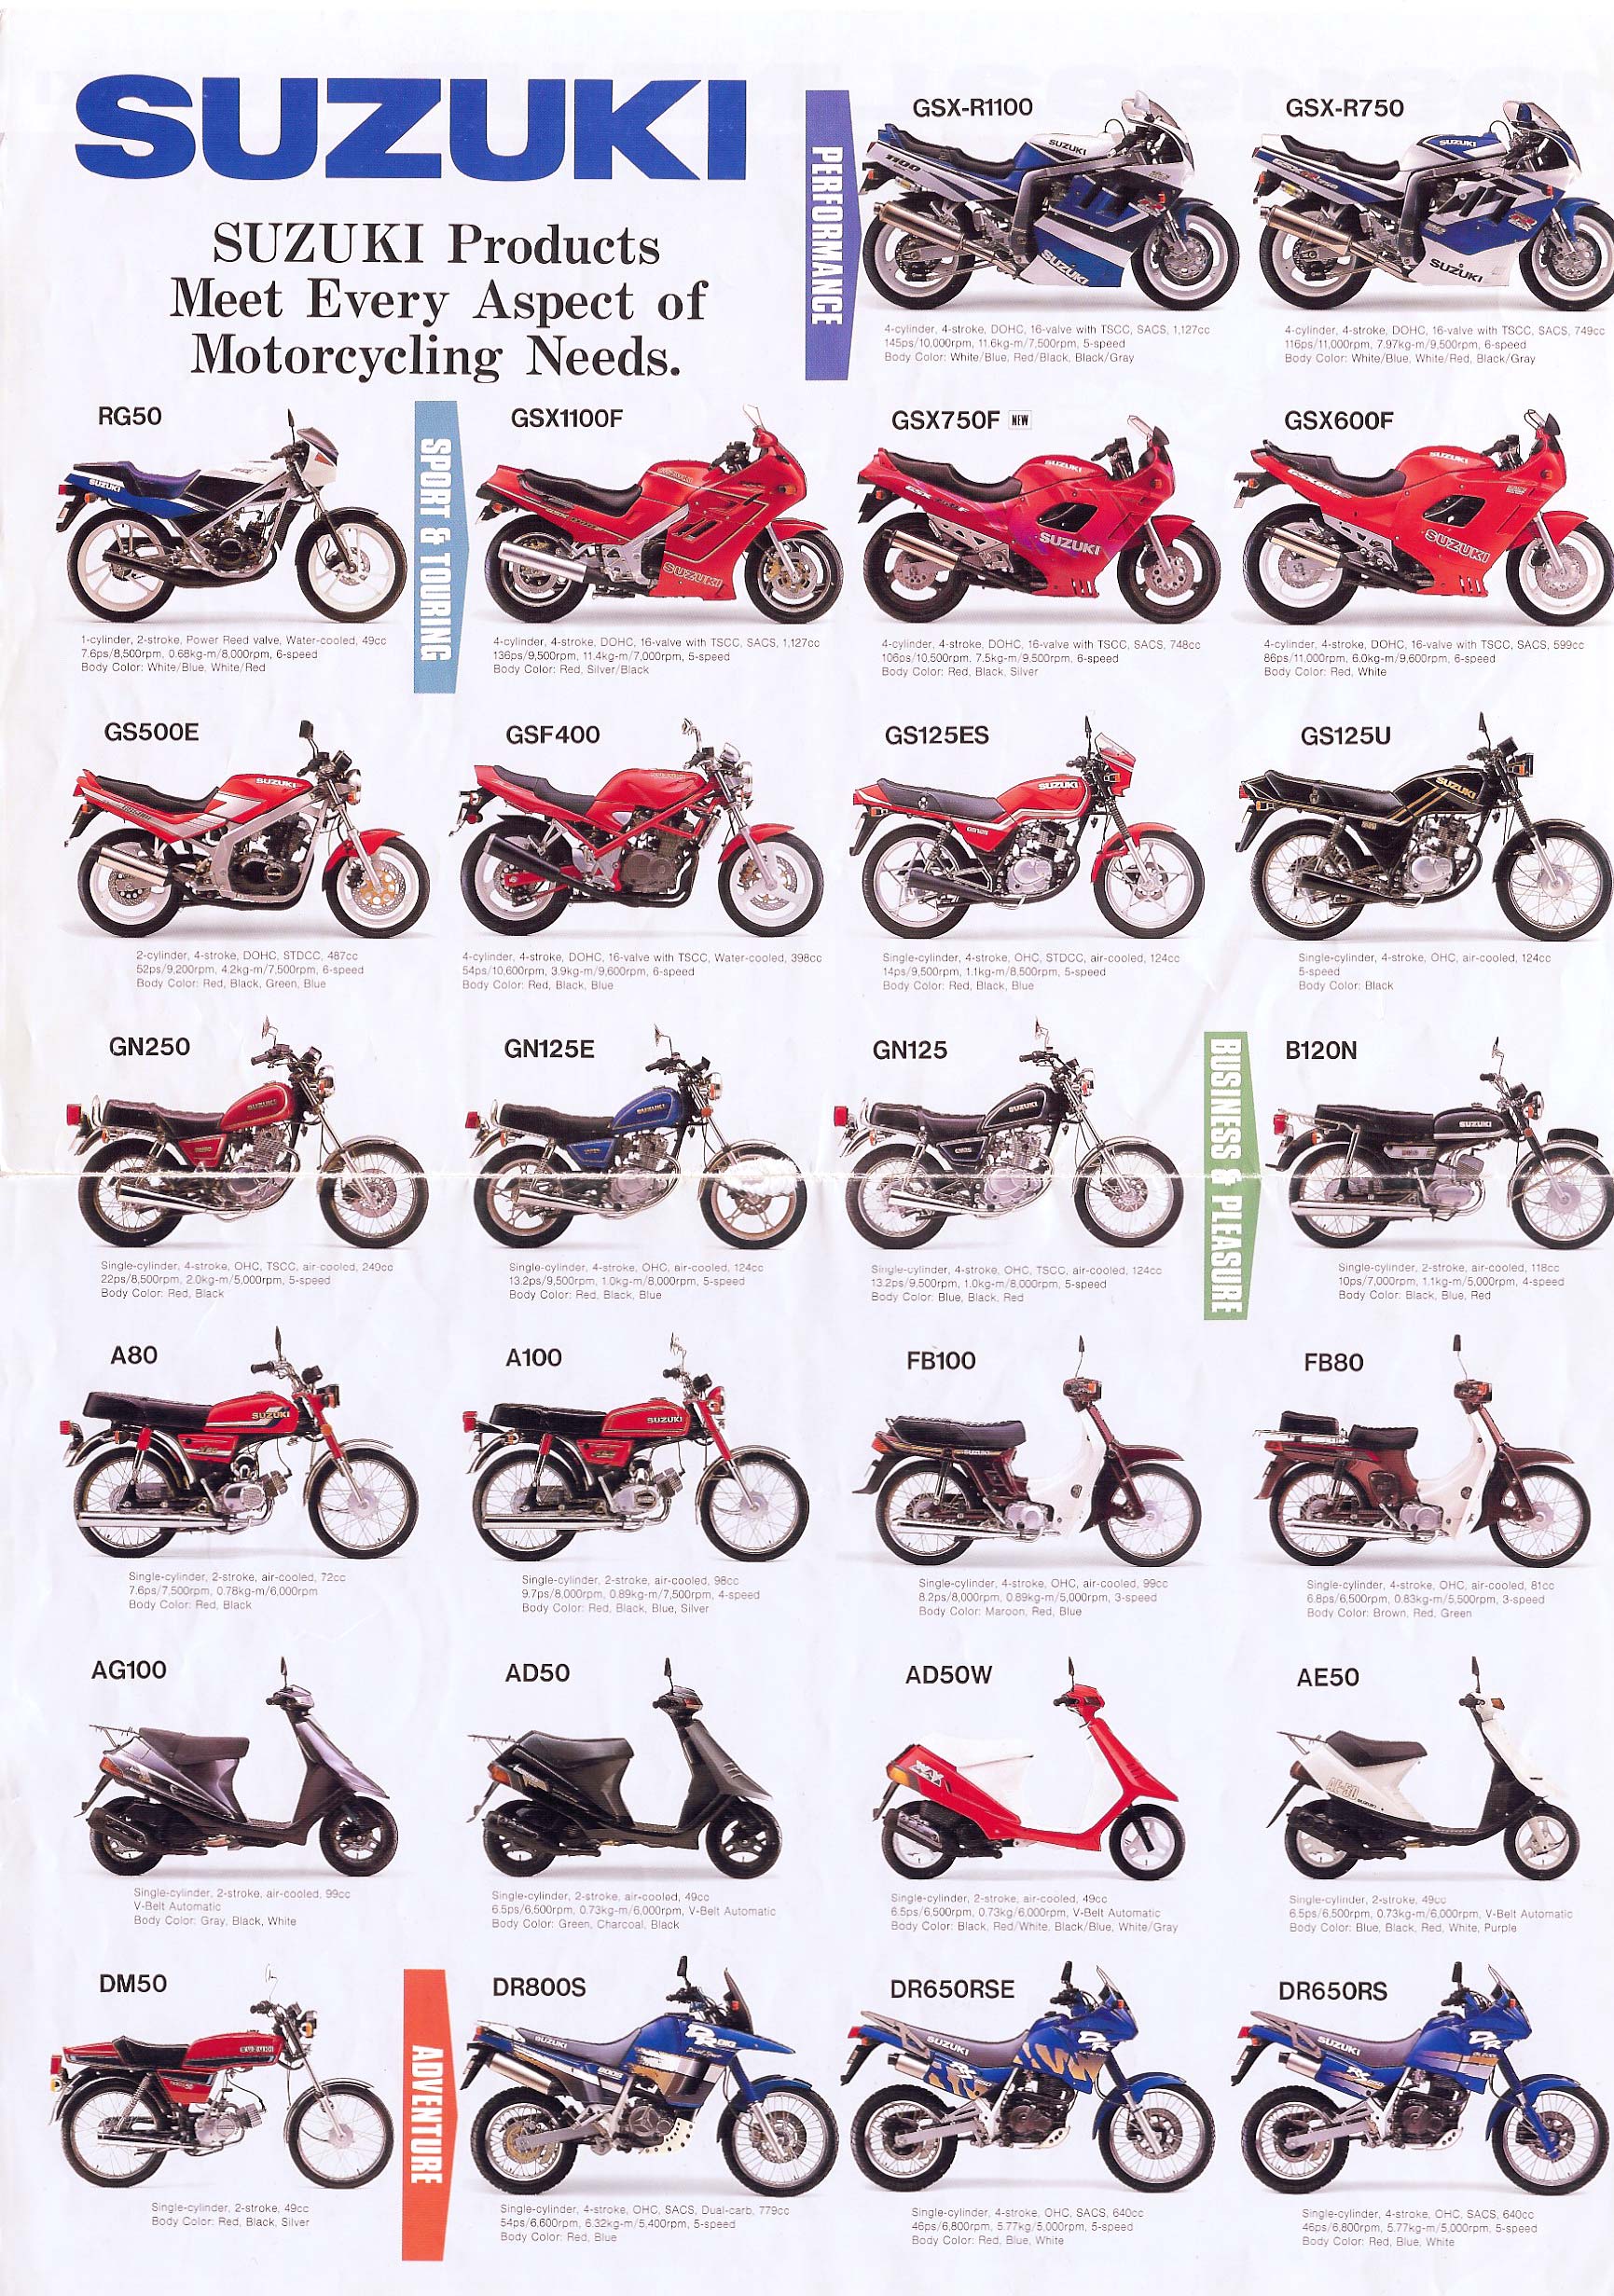 SUZUKI
SUZUKI Products
Meet Every Aspect of
Motorcycling Needs.
PERFORMANCE
GSX-R1100
4-cylinder, 4-stroke, DOHC, 16-valve with TSCC, SACS, 1,127cc
145ps/10,000rpm, 11.6kg-m/7,500rpm, 5-speed
Body Color: White/Blue, Red/Black, Black/Gray
GSX-R750
4-cylinder, 4-stroke, DOHC, 16-valve with TSCC, SACS, 749cc
116ps/11,000rpm, 7.97kg-m/9,500rpm, 6-speed
Body Color: White/Blue, White/Red, Black/Gray
RG50
1-cylinder, 2-stroke, Power Reed valve, Water-cooled, 49cc
7.6ps/8,500rpm, 0.68kg-m/8,000rpm, 6-speed
Body Color: White/Blue, White/Red
SPORT & TOURING
GSX1100F
4-cylinder, 4-stroke, DOHC, 16-valve with TSCC, SACS, 1,127cc
136ps/9,500rpm, 11.4kg-m/7,000rpm, 5-speed
Body Color: Red, Silver/Black
GSX750F NEW
4-cylinder, 4-stroke, DOHC, 16-valve with TSCC, SACS, 748cc
106ps/10,500rpm, 7.5kg-m/9,500rpm, 6-speed
Body Color: Red, Black, Silver
GSX600F
4-cylinder, 4-stroke, DOHC, 16-valve with TSCC, SACS, 599cc
86ps/11,000rpm, 6.0kg-m/9,600rpm, 6-speed
Body Color: Red, White
GS500E
2-cylinder, 4-stroke, DOHC, STDCC, 487cc
52ps/9,200rpm, 4.2kg-m/7,500rpm, 6-speed
Body Color: Red, Black, Green, Blue
GSF400
4-cylinder, 4-stroke, DOHC, 16-valve with TSCC, Water-cooled, 398cc
54ps/10,600rpm, 3.9kg-m/9,600rpm, 6-speed
Body Color: Red, Black, Blue
GS125ES
Single-cylinder, 4-stroke, OHC, STDCC, air-cooled, 124cc
14ps/9,500rpm, 1.1kg-m/8,500rpm, 5-speed
Body Color: Red, Black, Blue
GS125U
Single-cylinder, 4-stroke, OHC, air-cooled, 124cc
5-speed
Body Color: Black
GN250
Single-cylinder, 4-stroke, OHC, TSCC, air-cooled, 249cc
22ps/8,500rpm, 2.0kg-m/5,000rpm, 5-speed
Body Color: Red, Black
GN125E
Single-cylinder, 4-stroke, OHC, air-cooled, 124cc
13.2ps/9,500rpm, 1.0kg-m/8,000rpm, 5-speed
Body Color: Red, Black, Blue
GN125
Single-cylinder, 4-stroke, OHC, TSCC, air-cooled, 124cc
13.2ps/9,500rpm, 1.0kg-m/8,000rpm, 5-speed
Body Color: Blue, Black, Red
BUSINESS & PLEASURE
B120N
Single-cylinder, 2-stroke, air-cooled, 118cc
10ps/7,000rpm, 1.1kg-m/5,000rpm, 4-speed
Body Color: Black, Blue, Red
A80
Single-cylinder, 2-stroke, air-cooled, 72cc
7.6ps/7,500rpm, 0.78kg-m/6,000rpm
Body Color: Red, Black
A100
Single-cylinder, 2-stroke, air-cooled, 98cc
9.7ps/8,000rpm, 0.89kg-m/7,500rpm, 4-speed
Body Color: Red, Black, Blue, Silver
FB100
Single-cylinder, 4-stroke, OHC, air-cooled, 99cc
8.2ps/8,000rpm, 0.89kg-m/5,000rpm, 3-speed
Body Color: Maroon, Red, Blue
FB80
Single-cylinder, 4-stroke, OHC, air-cooled, 81cc
6.8ps/6,500rpm, 0.83kg-m/5,500rpm, 3-speed
Body Color: Brown, Red, Green
AG100
Single-cylinder, 2-stroke, air-cooled, 99cc
V-Belt Automatic
Body Color: Gray, Black, White
AD50
Single-cylinder, 2-stroke, air-cooled, 49cc
6.5ps/6,500rpm, 0.73kg-m/6,000rpm, V-Belt Automatic
Body Color: Green, Charcoal, Black
AD50W
Single-cylinder, 2-stroke, air-cooled, 49cc
6.5ps/6,500rpm, 0.73kg/6,000rpm, V-Belt Automatic
Body Color: Black, Red/White, Black/Blue, White/Gray
AE50
Single-cylinder, 2-stroke, 49cc
6.5ps/6,500rpm, 0.73kg-m/6,000rpm, V-Belt Automatic
Body Color: Blue, Black, Red, White, Purple
DM50
Single-cylinder, 2-stroke, 49cc
Body Color: Red, Black, Silver
ADVENTURE
DR800S
Single-cylinder, 4-stroke, OHC, SACS, Dual-carb, 779cc
54ps/6,600rpm, 6.32kg-m/5,400rpm, 5-speed
Body Color: Red, Blue
DR650RSE
Single-cylinder, 4-stroke, OHC, SACS, 640cc
46ps/6,800rpm, 5.77kg/5,000rpm, 5-speed
Body Color: Red, Blue, White
DR650RS
Single-cylinder, 4-stroke, OHC, SACS, 640cc
46ps/6,800rpm, 5.77kg-m/5,000rpm, 5-speed
Body Color: Red, Blue, White